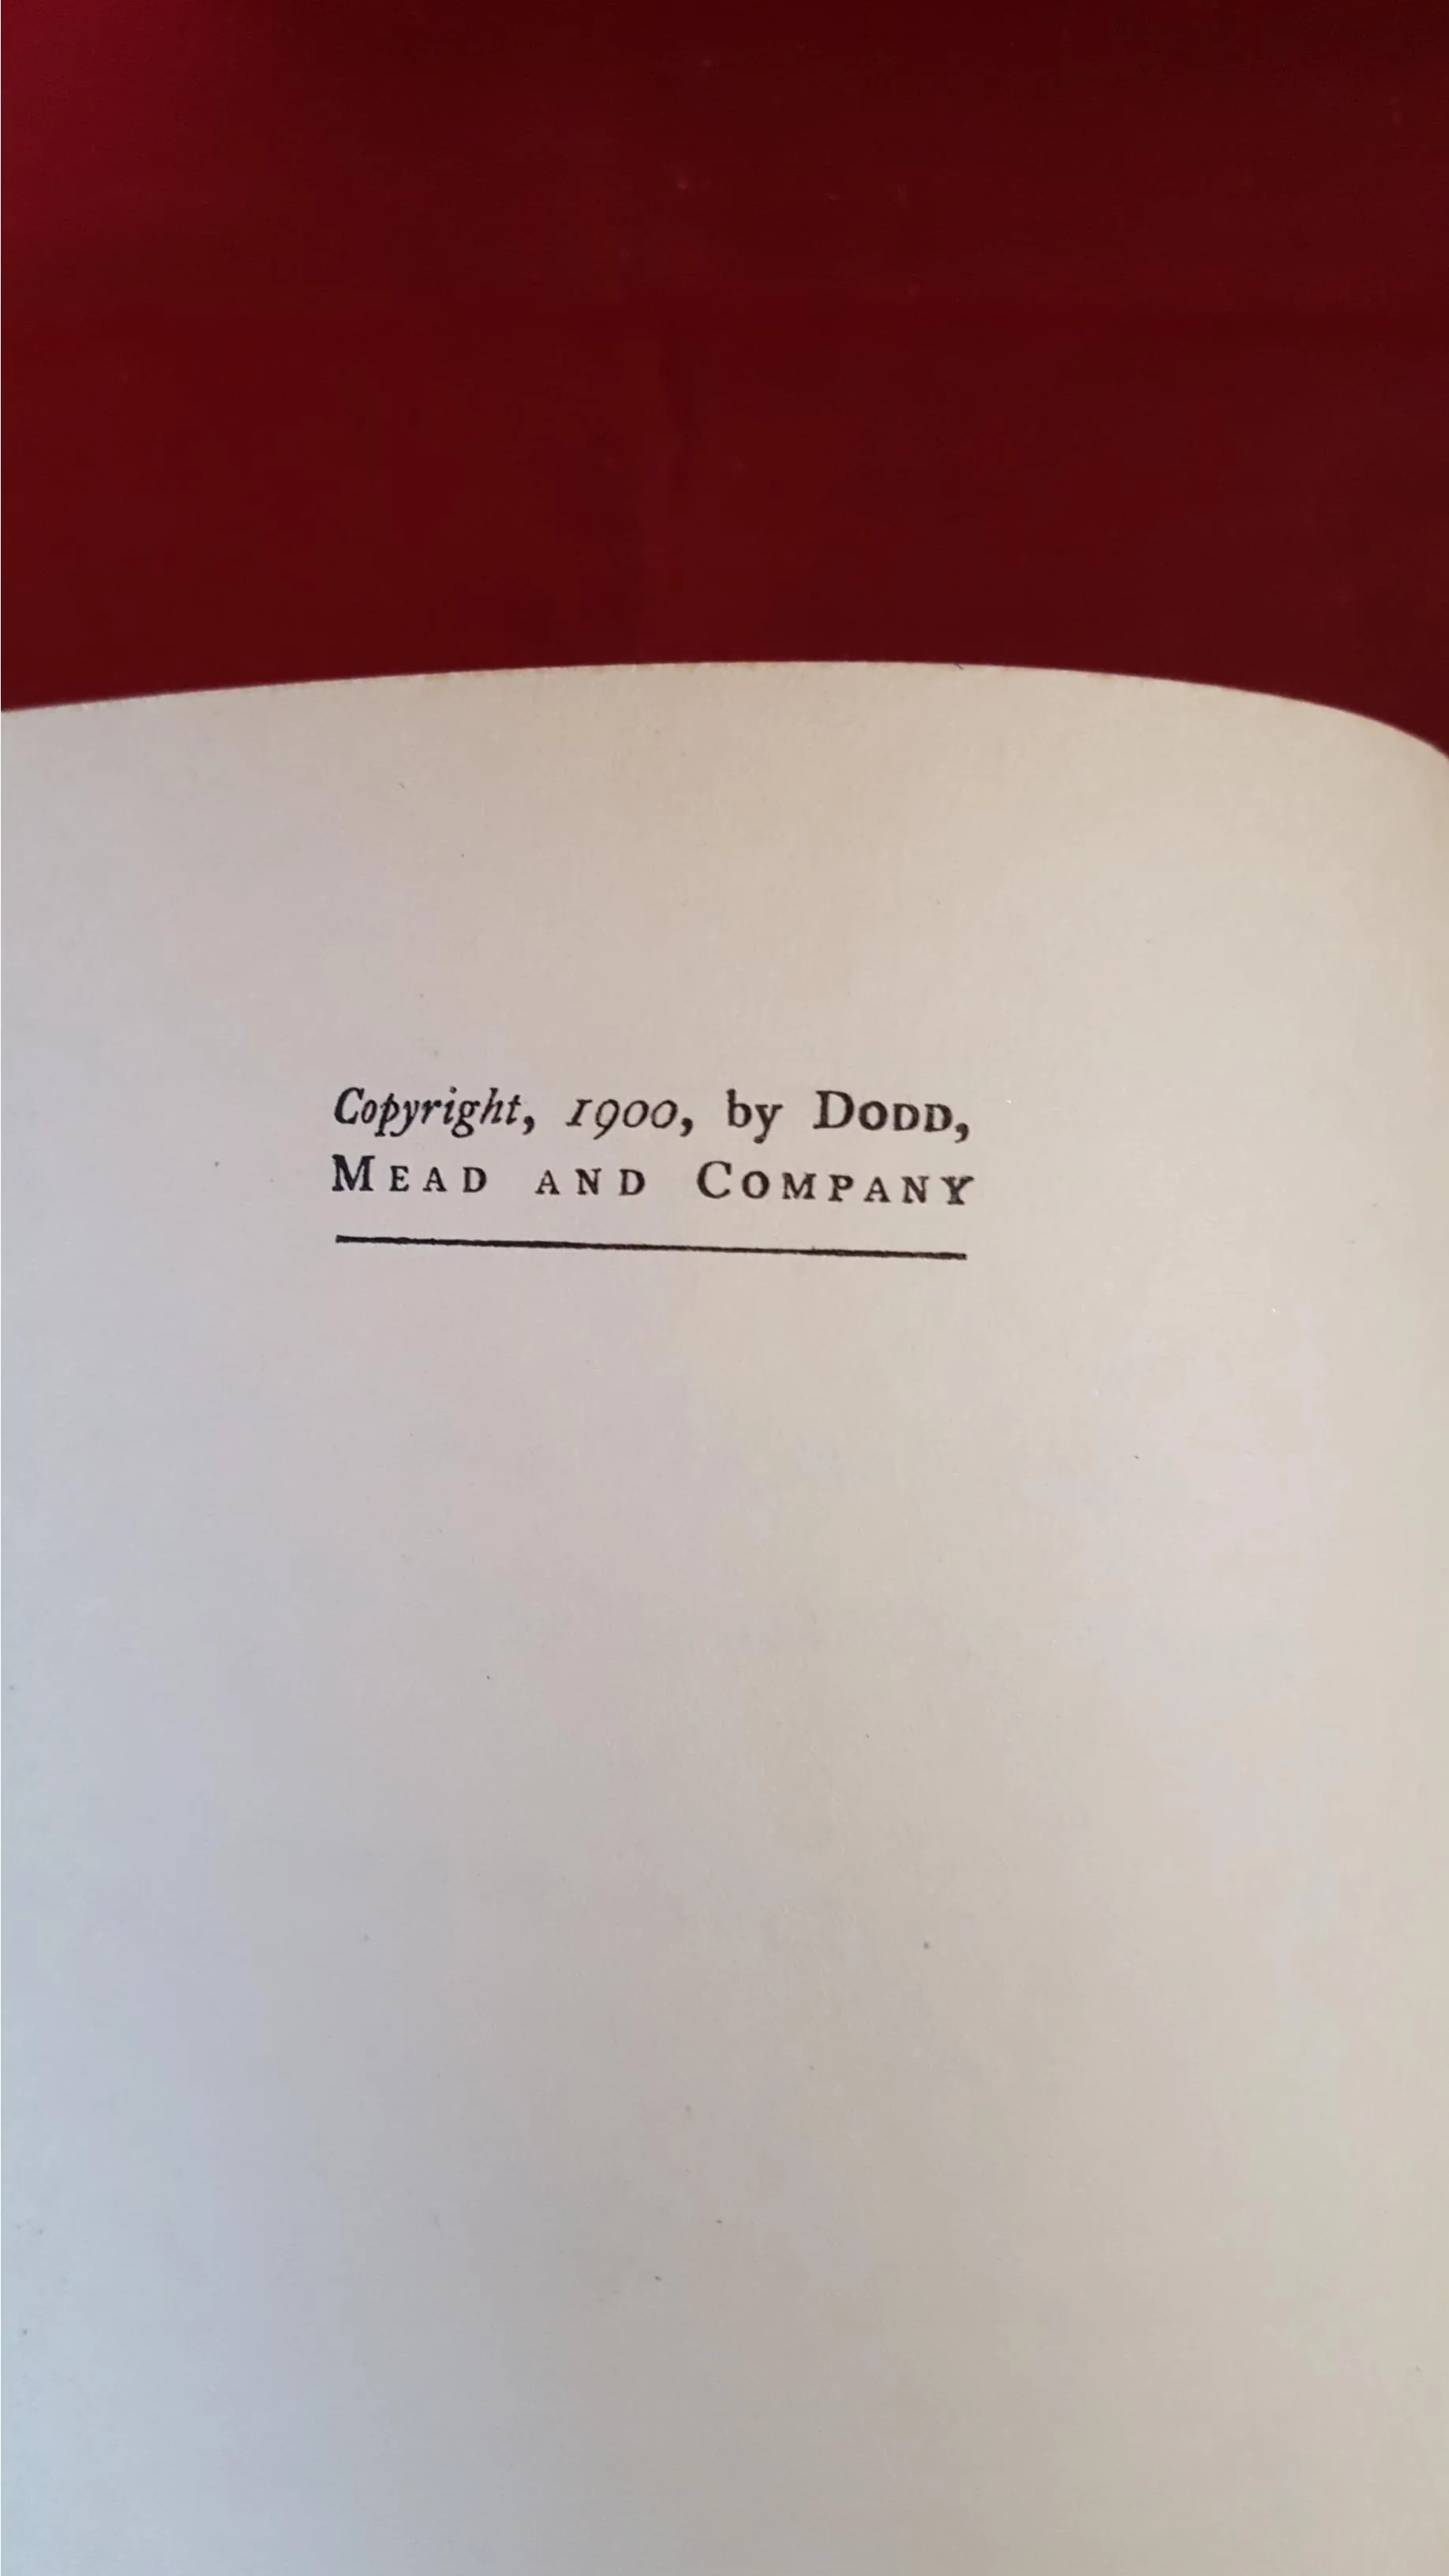 Copyright, 1900, by Dodd,
Mead and Company